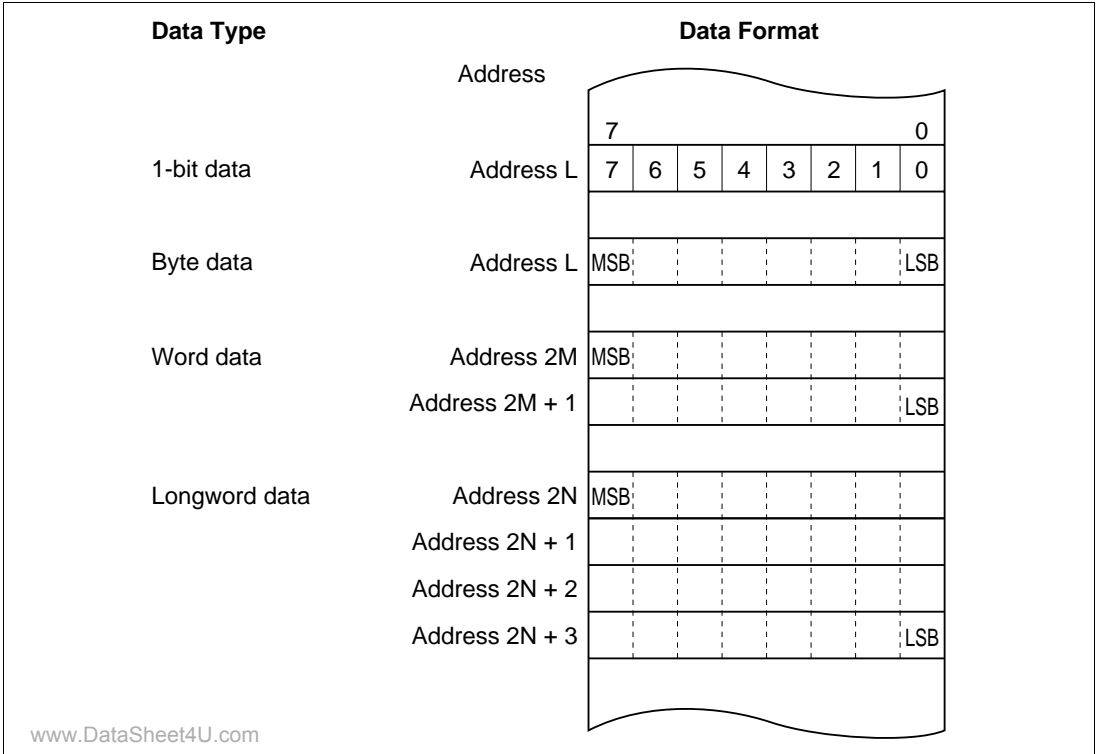 Data Type Data Format
Address
7 0
1-bit data Address L 7 6 5 4 3 2 1 0
Byte data Address L MSB LSB
Word data Address 2M MSB
Address 2M + 1 LSB
Longword data Address 2N MSB
Address 2N + 1
Address 2N + 2
Address 2N + 3 LSB
www.DataSheet4U.com